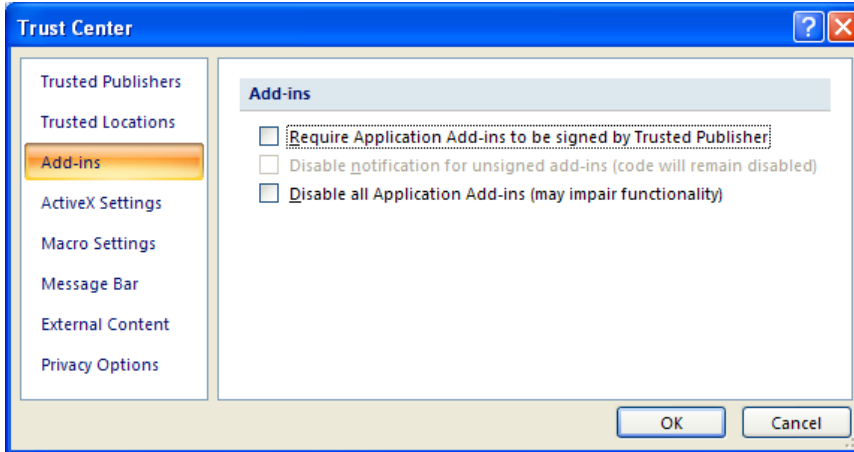 Trust Center
Trusted Publishers
Trusted Locations
Add-ins
ActiveX Settings
Macro Settings
Message Bar
External Content
Privacy Options
Add-ins
Require Application Add-ins to be signed by Trusted Publisher
Disable notification for unsigned add-ins (code will remain disabled)
Disable all Application Add-ins (may impair functionality)
OK
Cancel